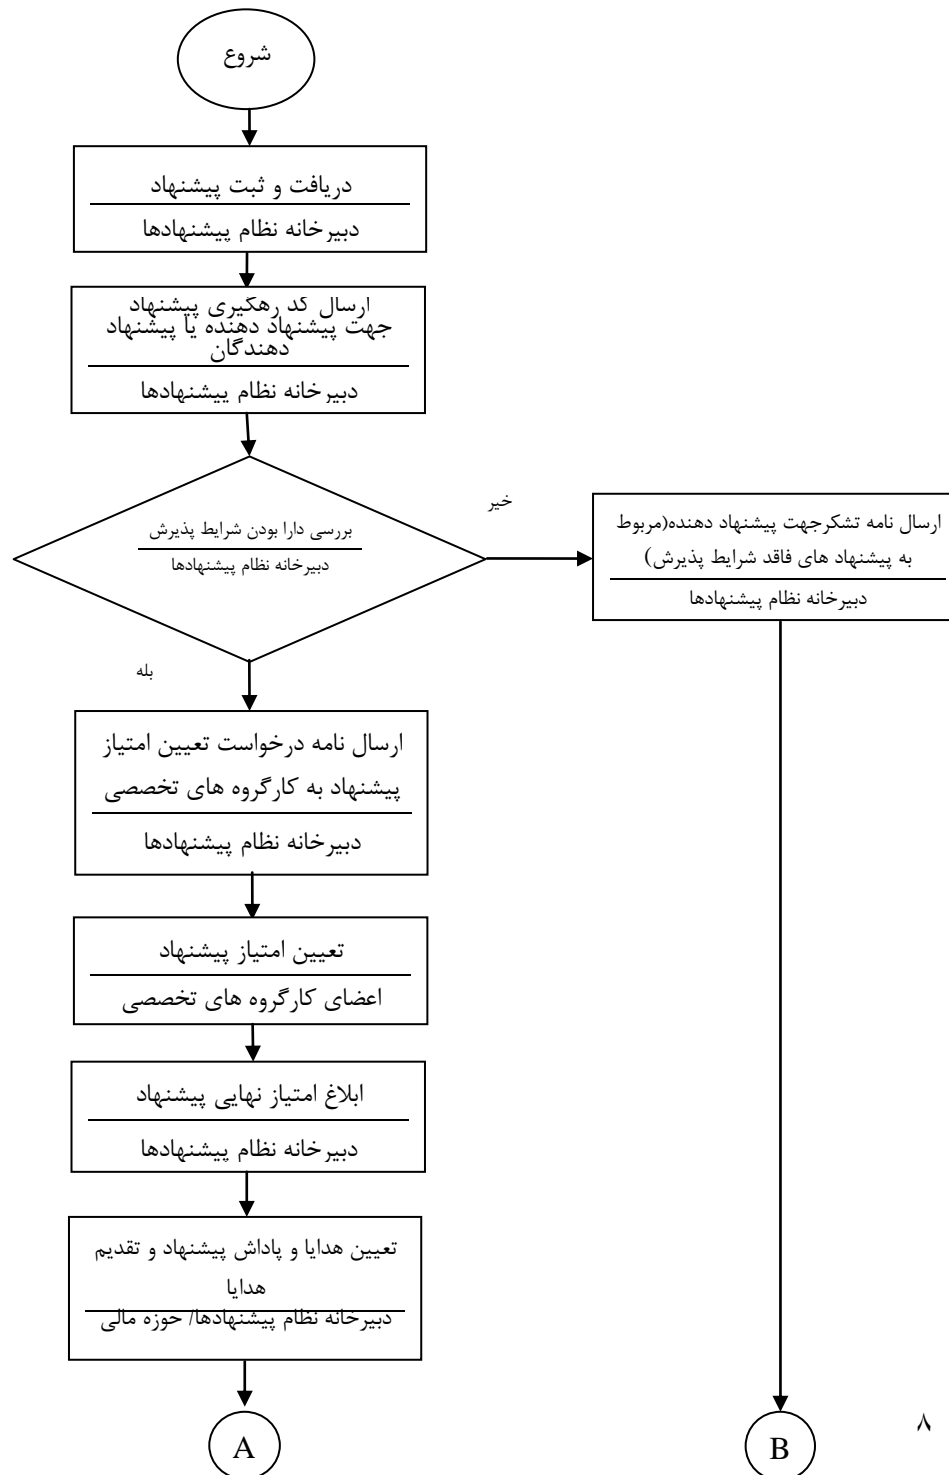 شروع
دریافت و ثبت پیشنهاد
دبیرخانه نظام پیشنهادها
ارسال کد رهگیری پیشنهاد
جهت پیشنهاد دهنده یا پیشنهاد
دهندگان
دبیرخانه نظام پیشنهادها
بررسی دارا بودن شرایط پذیرش
دبیرخانه نظام پیشنهادها
خیر
ارسال نامه تشکرجهت پیشنهاد دهنده(مربوط
به پیشنهاد های فاقد شرایط پذیرش)
دبیرخانه نظام پیشنهادها
بله
ارسال نامه درخواست تعیین امتیاز
پیشنهاد به کارگروه های تخصصی
دبیرخانه نظام پیشنهادها
تعیین امتیاز پیشنهاد
اعضای کارگروه های تخصصی
ابلاغ امتیاز نهایی پیشنهاد
دبیرخانه نظام پیشنهادها
تعیین هدایا و پاداش پیشنهاد و تقدیم
هدایا
دبیرخانه نظام پیشنهادها/ حوزه مالی
A
B
۸